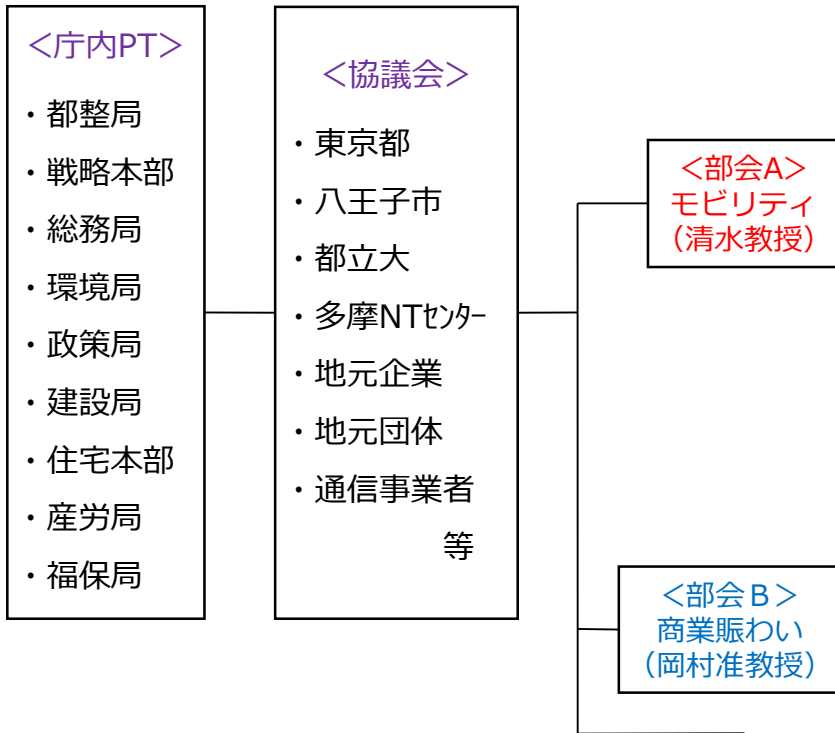 ＜庁内PT＞
・都整局
・戦略本部
・総務局
・環境局
・政策局
・建設局
・住宅本部
・産労局
・福保局
＜協議会＞
・東京都
・八王子市
・都立大
・多摩NTｾﾝﾀｰ
・地元企業
・地元団体
・通信事業者
等
＜部会A＞
モビリティ
（清水教授）
＜部会Ｂ＞
商業賑わい
（岡村准教授）